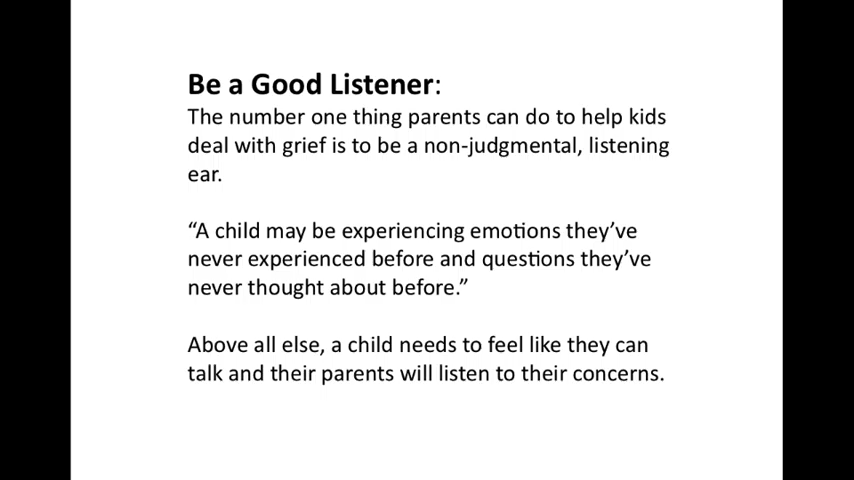 Be a Good Listener:
The number one thing parents can do to help kids
deal with grief is to be a non-judgmental, listening
ear.
“A child may be experiencing emotions they’ve
never experienced before and questions they’ve
never thought about before.”
Above all else, a child needs to feel like they can
talk and their parents will listen to their concerns.